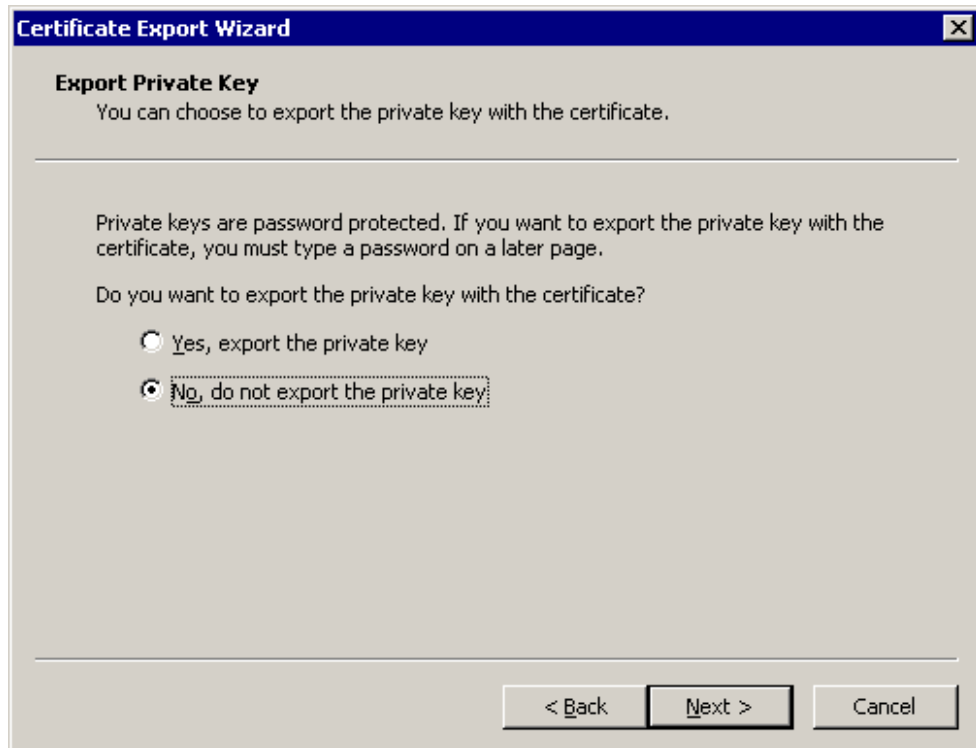 Certificate Export Wizard
Export Private Key
You can choose to export the private key with the certificate.
Private keys are password protected. If you want to export the private key with the
certificate, you must type a password on a later page.
Do you want to export the private key with the certificate?
Yes, export the private key
No, do not export the private key
< Back Next > Cancel